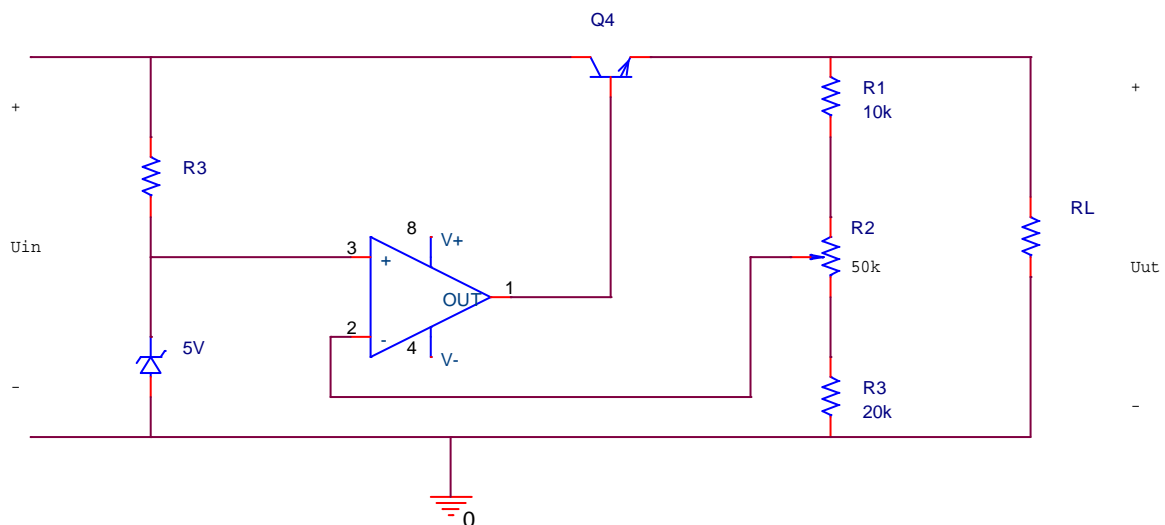 Q4
R1
10k
+
+
R3
R2
50k
RL
Uin
Uut
8
V+
3
+
OUT
1
2
-
4
V-
5V
-
-
R3
20k
0